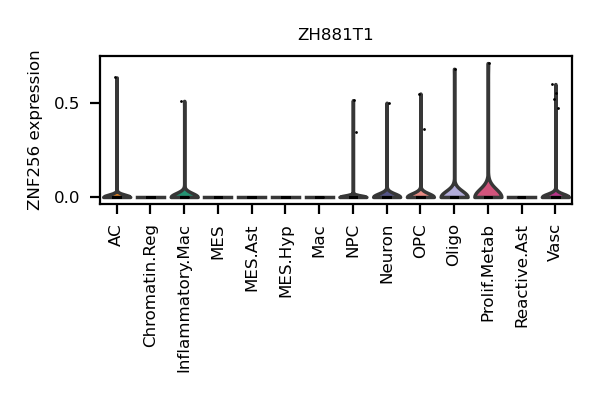 ZH881T1
ZNF256 expression
0.5
0.0
AC
Chromatin.Reg
Inflammatory.Mac
MES
MES.Ast
MES.Hyp
Mac
NPC
Neuron
OPC
Oligo
Prolif.Metab
Reactive.Ast
Vasc